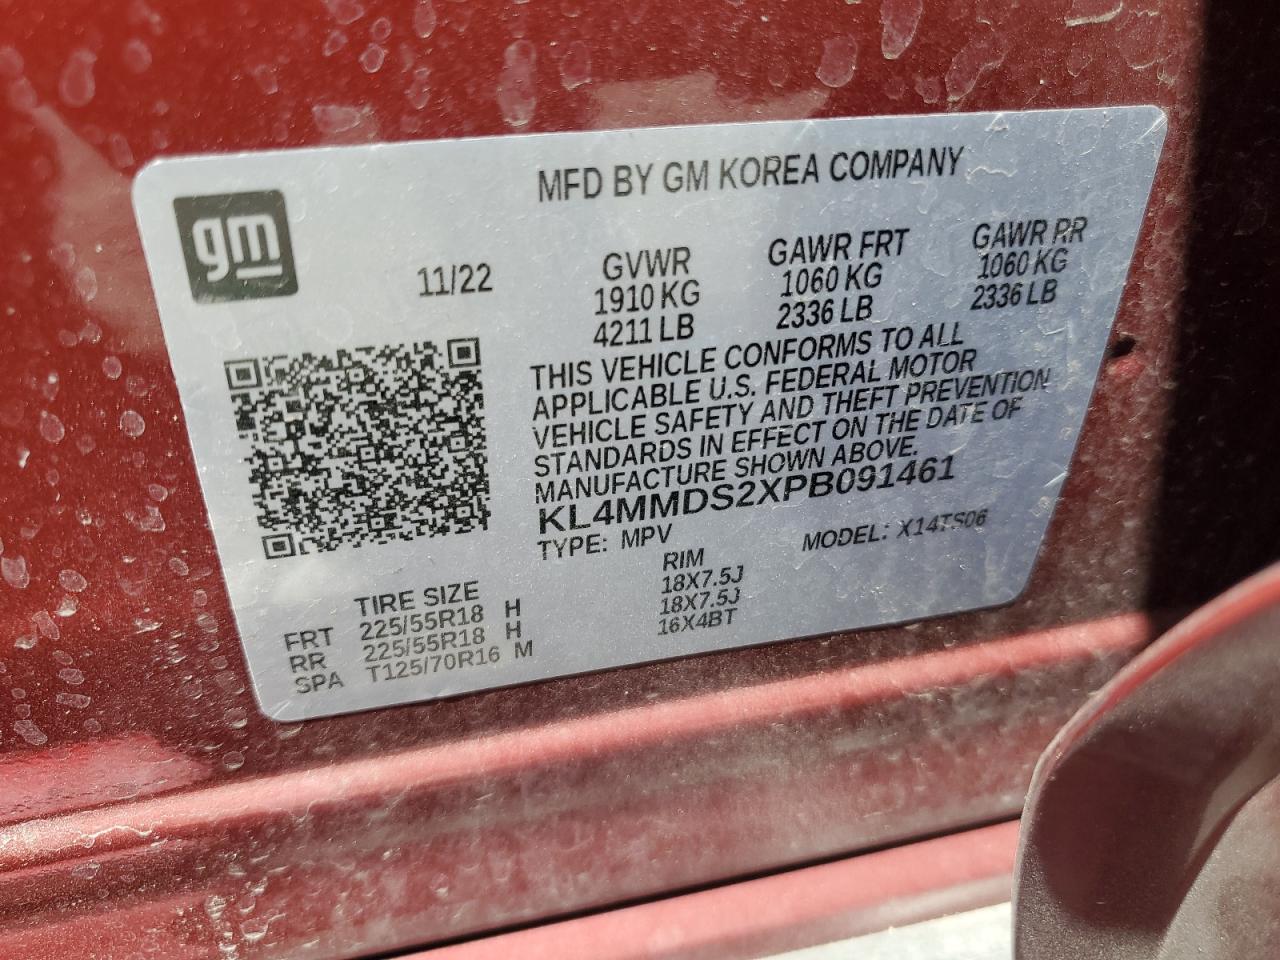 MFD BY GM KOREA COMPANY
gm
11/22
GVWR GAWR FRT GAWR RR
1910 KG 1060 KG 1060 KG
4211 LB 2336 LB 2336 LB
THIS VEHICLE CONFORMS TO ALL
APPLICABLE U.S. FEDERAL MOTOR
VEHICLE SAFETY AND THEFT PREVENTION
STANDARDS IN EFFECT ON THE DATE OF
MANUFACTURE SHOWN ABOVE.
KL4MMDS2XPB091461
TYPE: MPV MODEL: X14TS06
TIRE SIZE RIM
FRT 225/55R18 H 18X7.5J
RR 225/55R18 H 18X7.5J
SPA T125/70R16 M 16X4BT